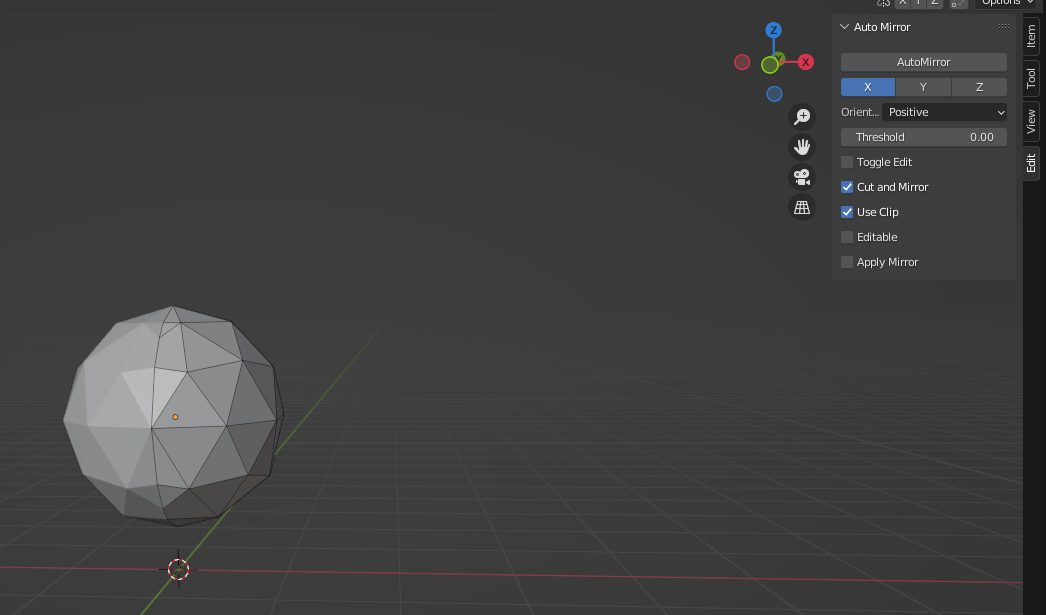 X Y Z Options
Auto Mirror
Item
Z
AutoMirror
Y X
Tool
X Y Z
Orient... Positive
View
Threshold 0.00
Toggle Edit
Edit
Cut and Mirror
Use Clip
Editable
Apply Mirror